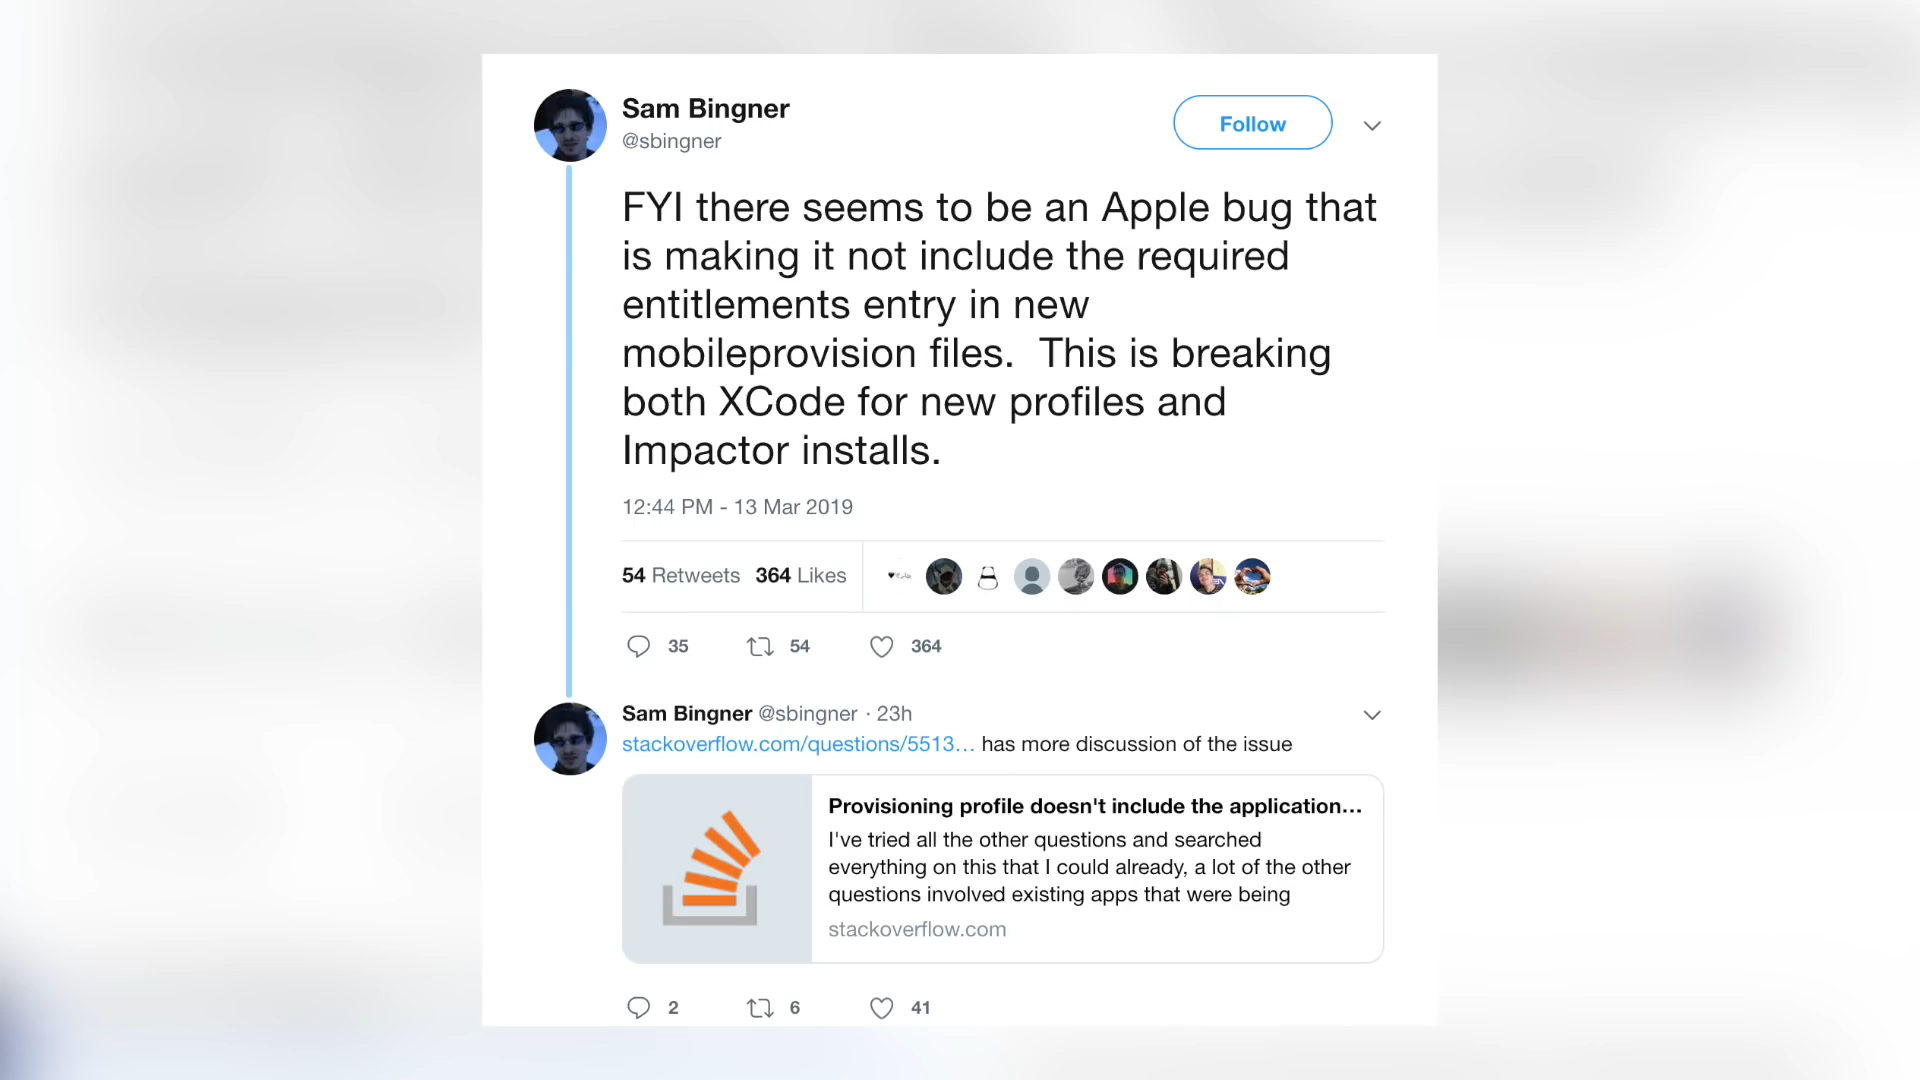 Sam Bingner
@sbingner
Follow
FYI there seems to be an Apple bug that
is making it not include the required
entitlements entry in new
mobileprovision files.  This is breaking
both XCode for new profiles and
Impactor installs.
12:44 PM - 13 Mar 2019
54 Retweets 364 Likes
35 54 364
Sam Bingner @sbingner · 23h
stackoverflow.com/questions/5513… has more discussion of the issue
Provisioning profile doesn't include the application…
I've tried all the other questions and searched
everything on this that I could already, a lot of the other
questions involved existing apps that were being
stackoverflow.com
2 6 41